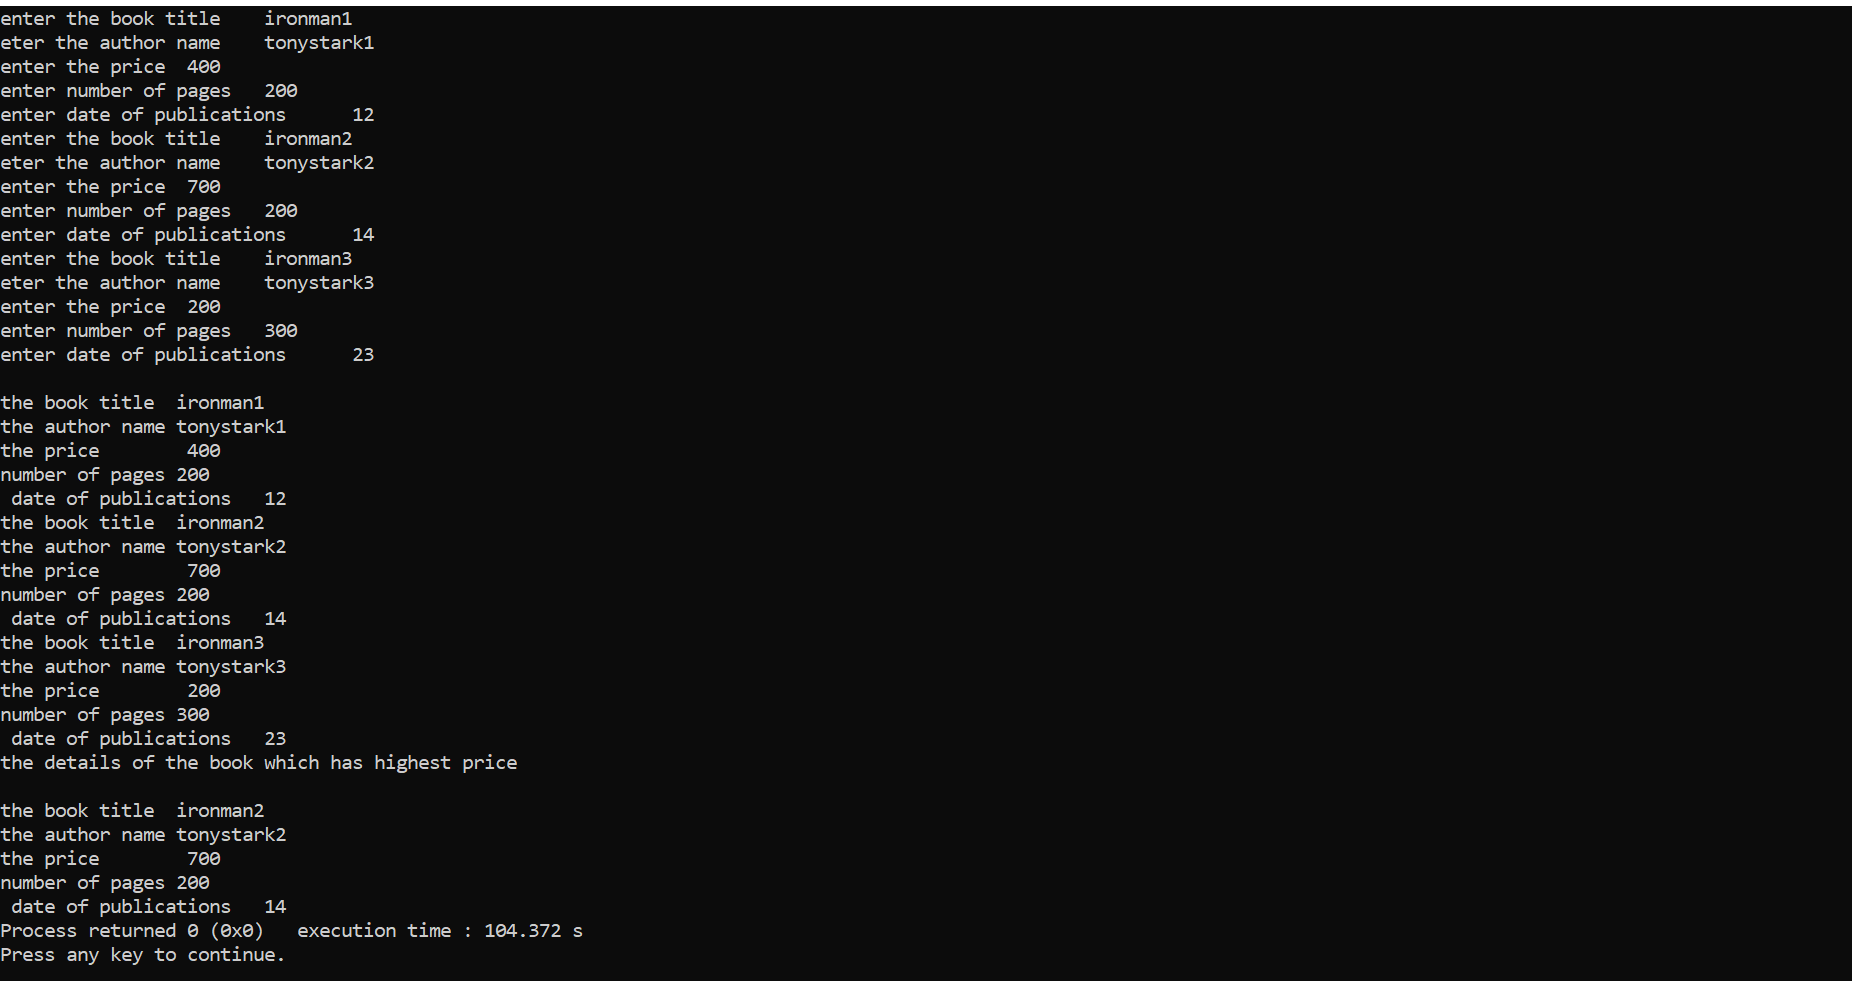 enter the book title    ironman1
eter the author name    tonystark1
enter the price  400
enter number of pages   200
enter date of publications      12
enter the book title    ironman2
eter the author name    tonystark2
enter the price  700
enter number of pages   200
enter date of publications      14
enter the book title    ironman3
eter the author name    tonystark3
enter the price  200
enter number of pages   300
enter date of publications      23

the book title  ironman1
the author name tonystark1
the price        400
number of pages 200
 date of publications   12
the book title  ironman2
the author name tonystark2
the price        700
number of pages 200
 date of publications   14
the book title  ironman3
the author name tonystark3
the price        200
number of pages 300
 date of publications   23
the details of the book which has highest price

the book title  ironman2
the author name tonystark2
the price        700
number of pages 200
 date of publications   14
Process returned 0 (0x0)   execution time : 104.372 s
Press any key to continue.